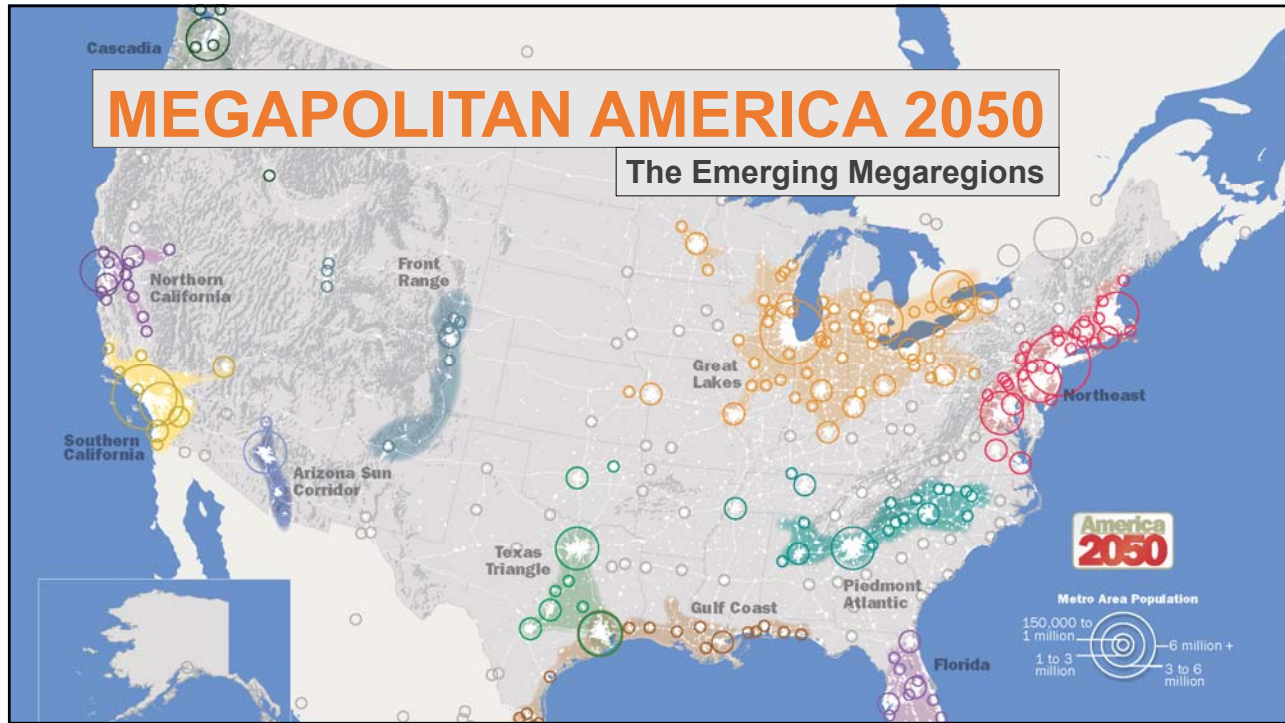 Cascadia
MEGAPOLITAN AMERICA 2050
The Emerging Megaregions
Northern
California
Front
Range
Great
Lakes
Northeast
Southern
California
Arizona Sun
Corridor
Texas
Triangle
Gulf Coast
Piedmont
Atlantic
Florida
America
2050
Metro Area Population
150,000 to
1 million
6 million +
1 to 3
million
3 to 6
million